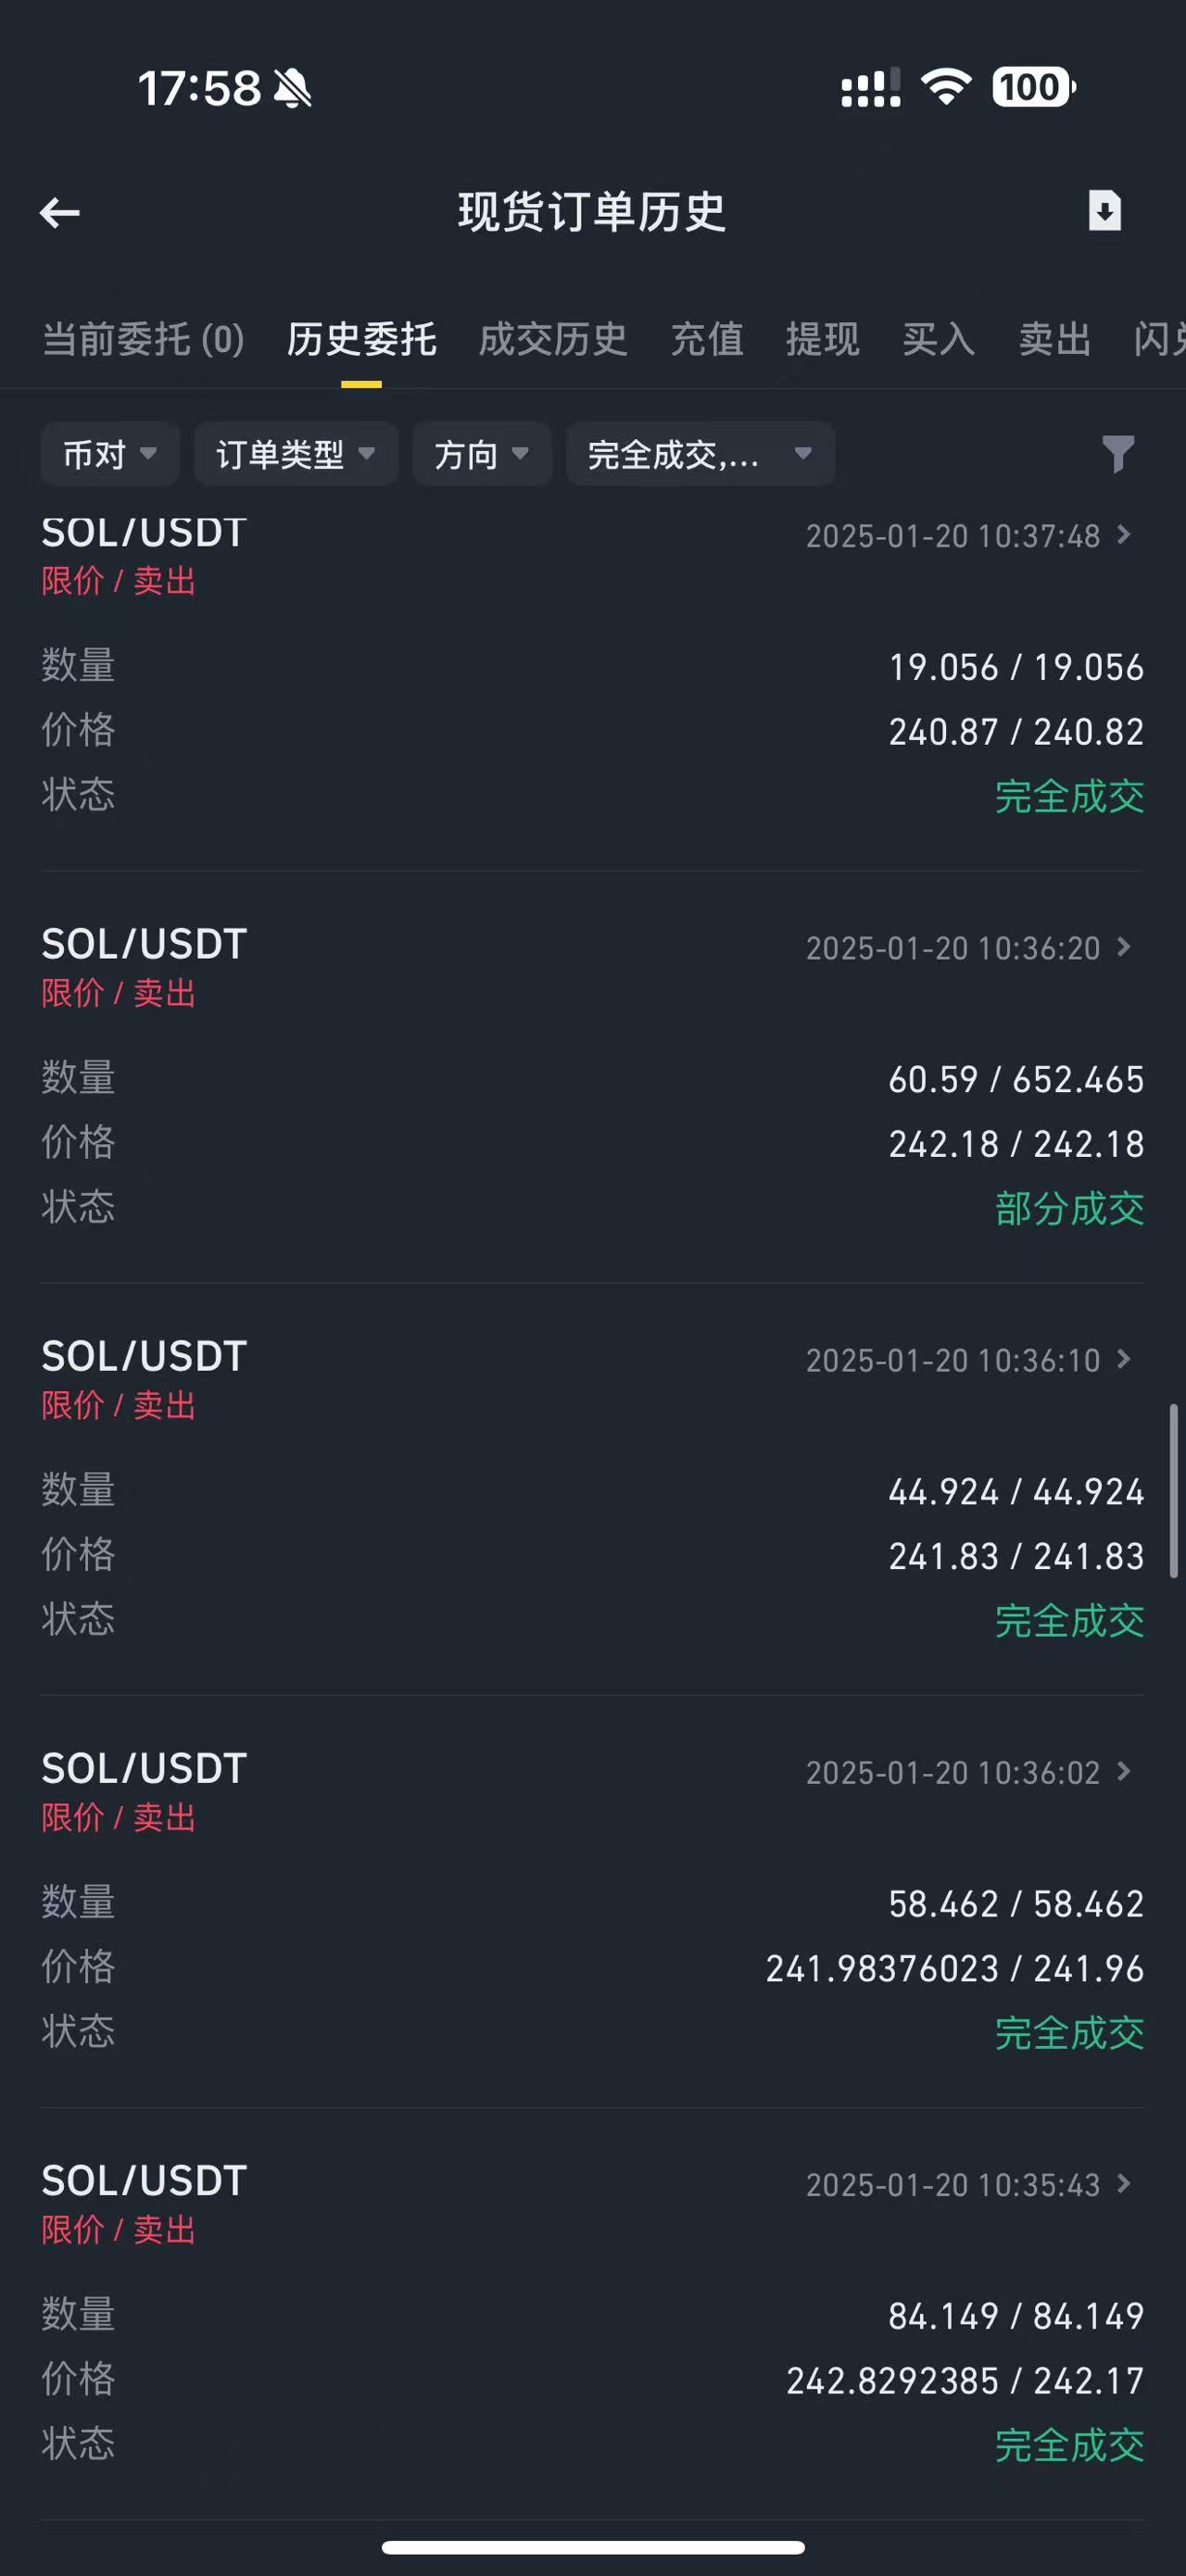 17:58
100
现货订单历史
当前委托 (0) 历史委托 成交历史 充值 提现 买入 卖出 闪兑
币对 订单类型 方向 完全成交,...
SOL/USDT 2025-01-20 10:37:48
限价 / 卖出
数量 19.056 / 19.056
价格 240.87 / 240.82
状态 完全成交
SOL/USDT 2025-01-20 10:36:20
限价 / 卖出
数量 60.59 / 652.465
价格 242.18 / 242.18
状态 部分成交
SOL/USDT 2025-01-20 10:36:10
限价 / 卖出
数量 44.924 / 44.924
价格 241.83 / 241.83
状态 完全成交
SOL/USDT 2025-01-20 10:36:02
限价 / 卖出
数量 58.462 / 58.462
价格 241.98376023 / 241.96
状态 完全成交
SOL/USDT 2025-01-20 10:35:43
限价 / 卖出
数量 84.149 / 84.149
价格 242.8292385 / 242.17
状态 完全成交